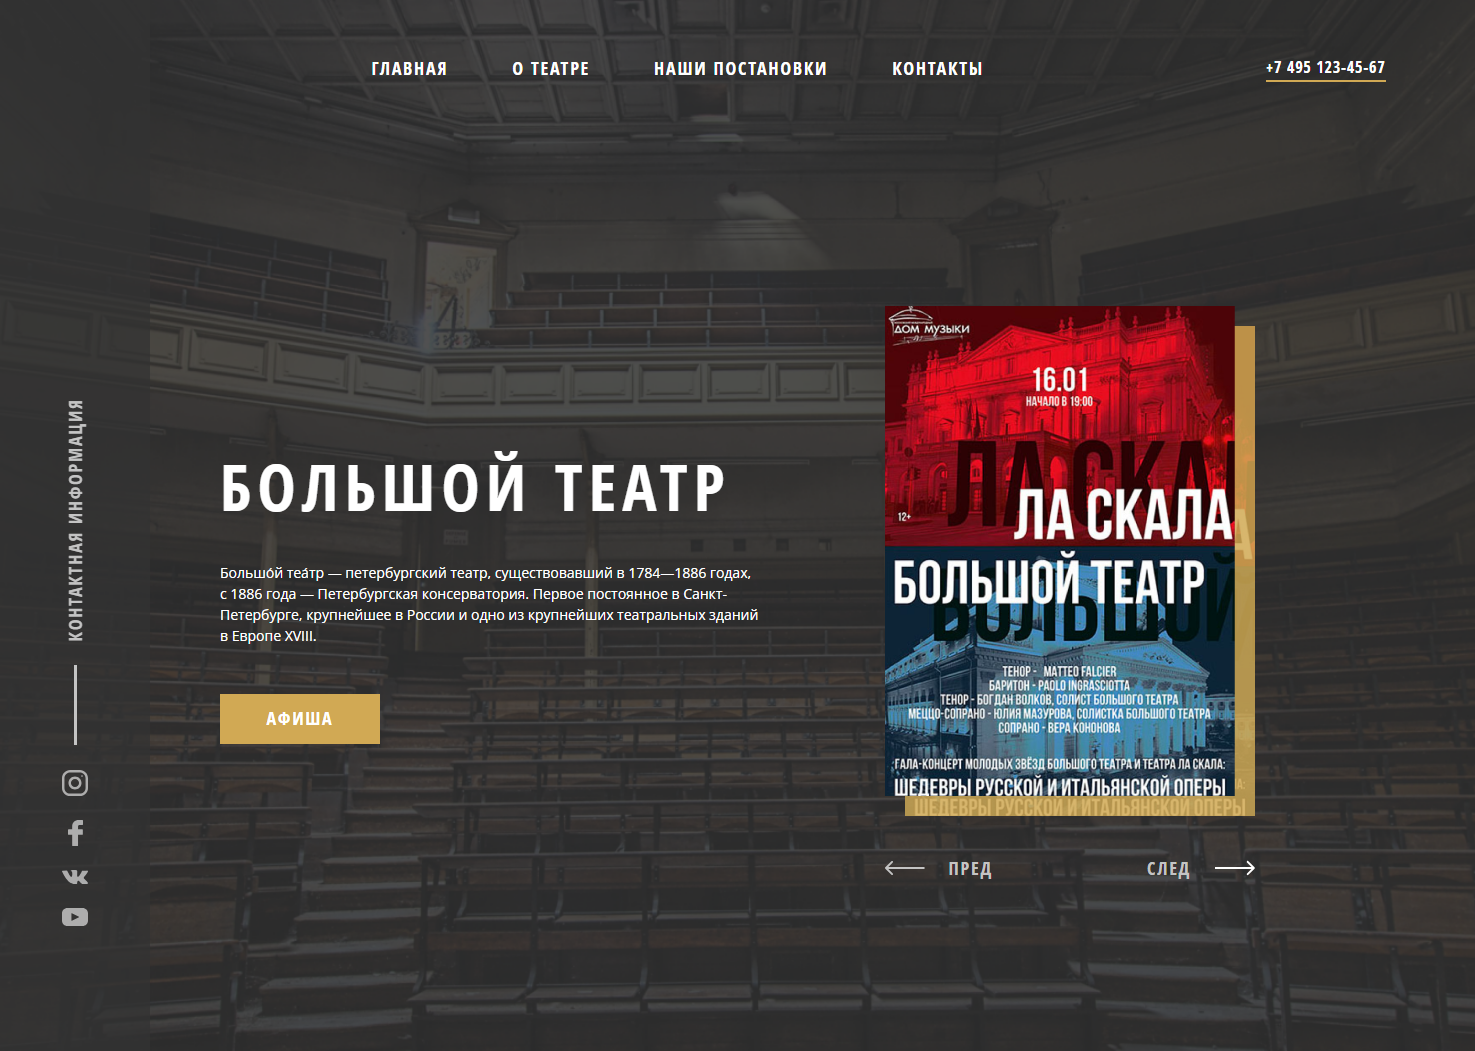 ГЛАВНАЯ
О ТЕАТРЕ
НАШИ ПОСТАНОВКИ
КОНТАКТЫ
+7 495 123-45-67
КОНТАКТНАЯ ИНФОРМАЦИЯ
БОЛЬШОЙ ТЕАТР
Большо́й теа́тр — петербургский театр, существовавший в 1784—1886 годах,
с 1886 года — Петербургская консерватория. Первое постоянное в Санкт-
Петербурге, крупнейшее в России и одно из крупнейших театральных зданий
в Европе XVIII.
АФИША
ДОМ МУЗЫКИ
16.01
НАЧАЛО В 19:00
ЛА СКАЛ
ЛА СКАЛА
12+
БОЛЬШОЙ ТЕАТР
БОЛЬШОЙ
ТЕНОР - MATTEO FALCIER
БАРИТОН - PAOLO INGRASCIOTTA
ТЕНОР - БОГДАН ВОЛКОВ, СОЛИСТ БОЛЬШОГО ТЕАТРА
МЕЦЦО-СОПРАНО - ЮЛИЯ МАЗУРОВА, СОЛИСТКА БОЛЬШОГО ТЕАТРА
СОПРАНО - ВЕРА КОНОНОВА
ГАЛА-КОНЦЕРТ МОЛОДЫХ ЗВЁЗД БОЛЬШОГО ТЕАТРА И ТЕАТРА ЛА СКАЛА:
ШЕДЕВРЫ РУССКОЙ И ИТАЛЬЯНСКОЙ ОПЕРЫ
ШЕДЕВРЫ РУССКОЙ И ИТАЛЬЯНСКОЙ ОПЕРЫ
ПРЕД
СЛЕД